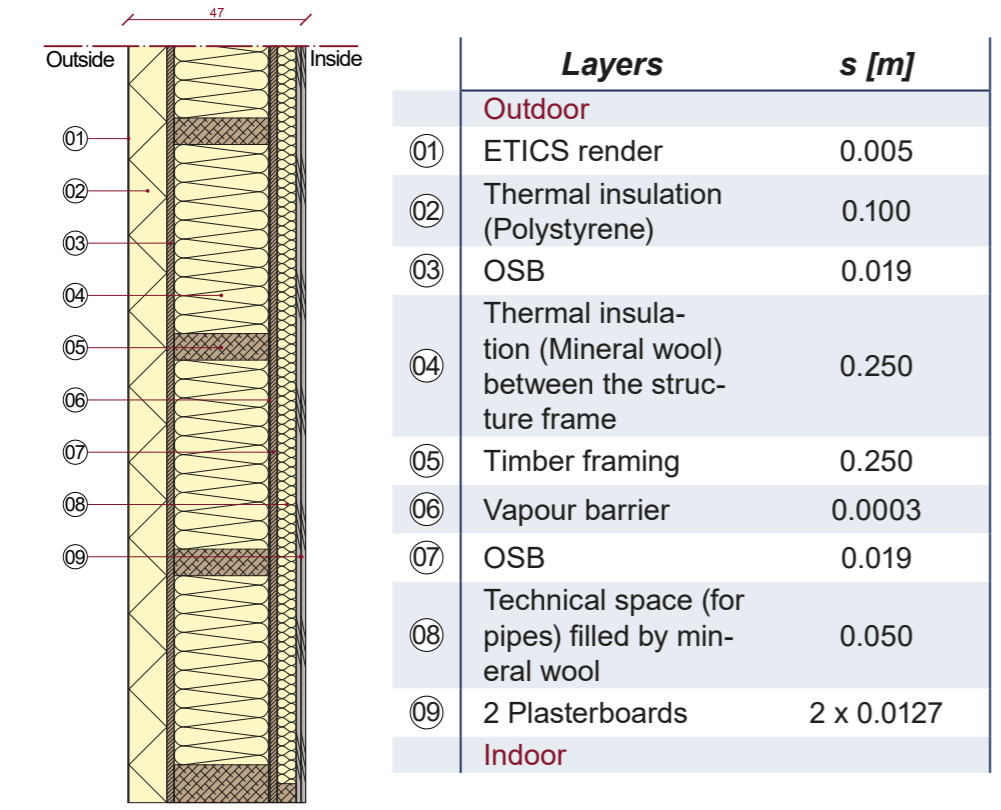 47
Outside
Inside
01
02
03
04
05
06
07
08
09
Layers s [m]
Outdoor
01 ETICS render 0.005
02 Thermal insulation
(Polystyrene) 0.100
03 OSB 0.019
04 Thermal insula-
tion (Mineral wool)
between the struc-
ture frame 0.250
05 Timber framing 0.250
06 Vapour barrier 0.0003
07 OSB 0.019
08 Technical space (for
pipes) filled by min-
eral wool 0.050
09 2 Plasterboards 2 x 0.0127
Indoor